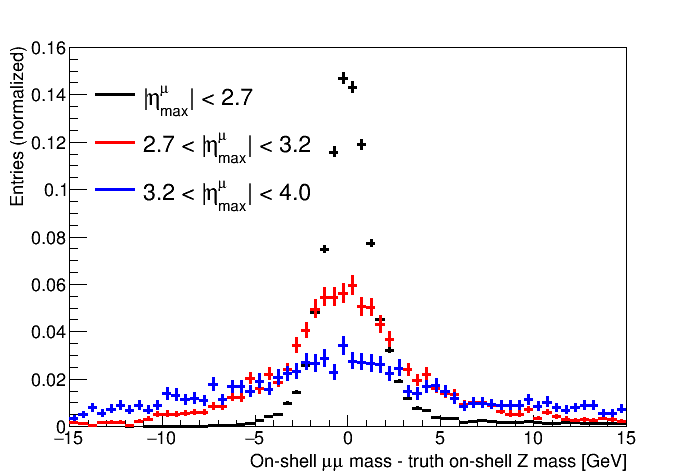 Entries (normalized)
0.16
0.14
0.12
0.1
0.08
0.06
0.04
0.02
0
|η^μ_max| < 2.7
2.7 < |η^μ_max| < 3.2
3.2 < |η^μ_max| < 4.0
−15 −10 −5 0 5 10 15
On-shell μμ mass - truth on-shell Z mass [GeV]